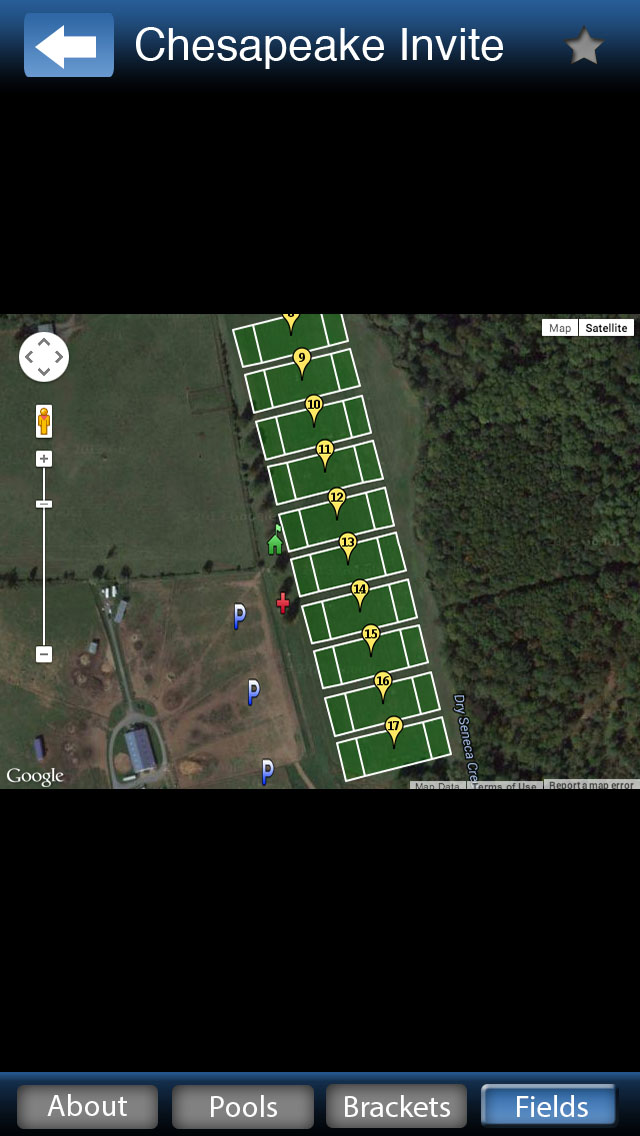 Chesapeake Invite
Map Satellite
9
10
11
12
13
P
14
15
P
16
17
Dry Seneca Cre
P
Google
Map Data Terms of Use Report a map error
About Pools Brackets Fields